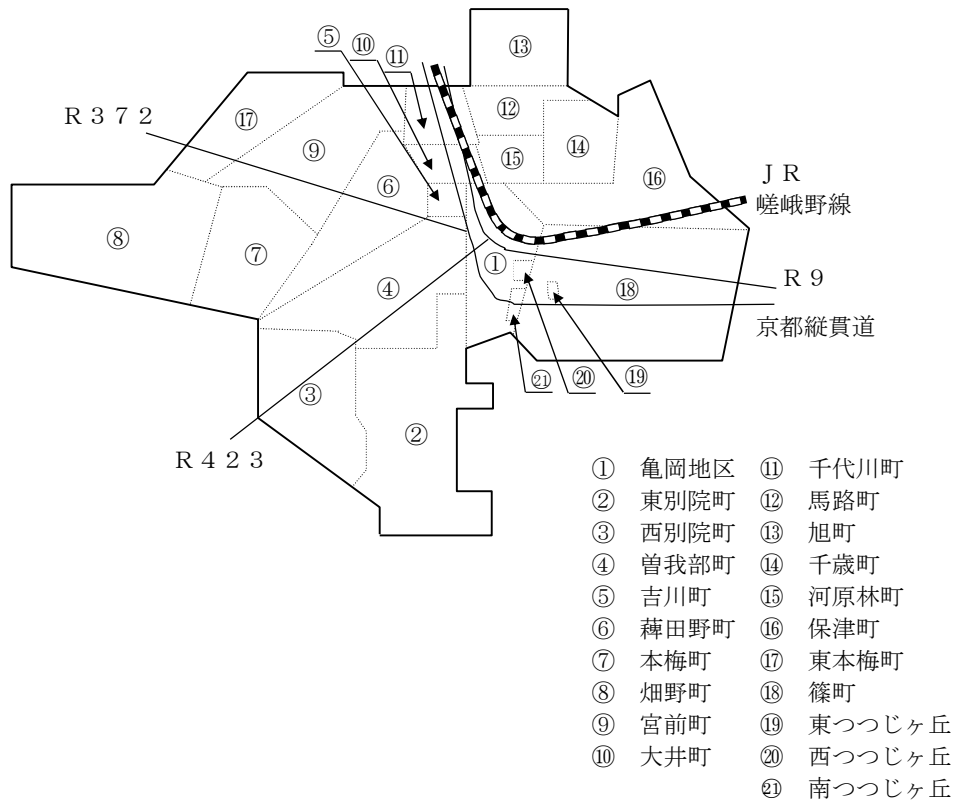 ⑤
⑩
⑪
⑬
⑫
⑰
Ｒ３７２
⑨
⑭
⑮
⑥
⑯
ＪＲ
嵯峨野線
⑧
⑦
①
④
⑱
Ｒ９
京都縦貫道
㉑
⑳
⑲
③
②
Ｒ４２３
① 亀岡地区 ⑪ 千代川町
② 東別院町 ⑫ 馬路町
③ 西別院町 ⑬ 旭町
④ 曽我部町 ⑭ 千歳町
⑤ 吉川町 ⑮ 河原林町
⑥ 薭田野町 ⑯ 保津町
⑦ 本梅町 ⑰ 東本梅町
⑧ 畑野町 ⑱ 篠町
⑨ 宮前町 ⑲ 東つつじヶ丘
⑩ 大井町 ⑳ 西つつじヶ丘
㉑ 南つつじヶ丘